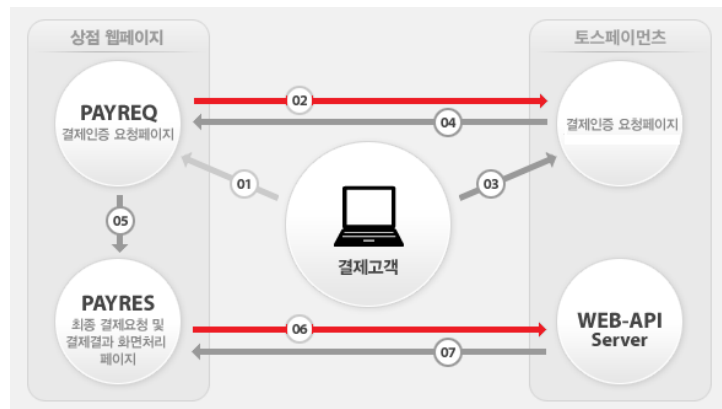 상점 웹페이지
토스페이먼츠
PAYREQ
결제인증 요청페이지
02
04
결제인증 요청페이지
01
03
05
결제고객
PAYRES
최종 결제요청 및
결제결과 화면처리
페이지
06
07
WEB-API
Server